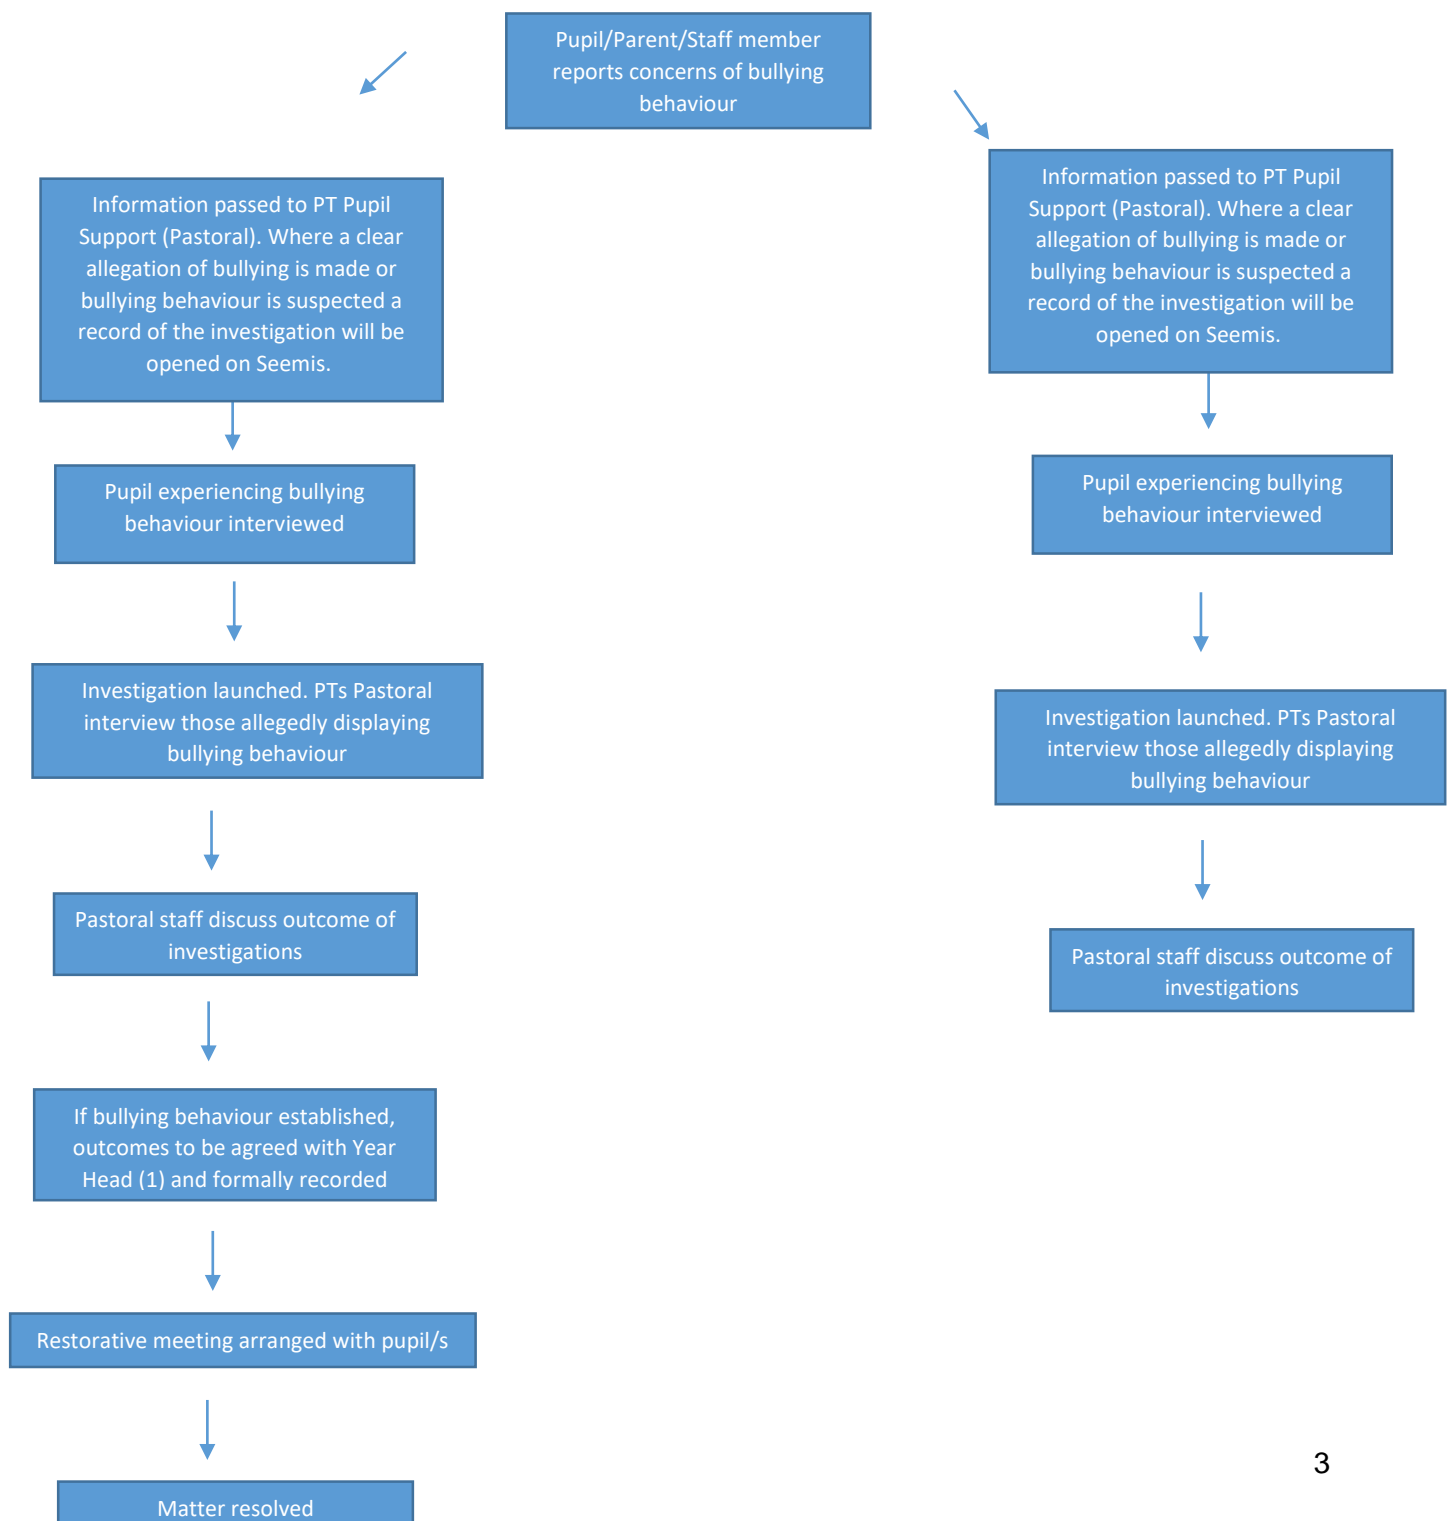 Pupil/Parent/Staff member
reports concerns of bullying
behaviour
Information passed to PT Pupil
Support (Pastoral). Where a clear
allegation of bullying is made or
bullying behaviour is suspected a
record of the investigation will be
opened on Seemis.
Pupil experiencing bullying
behaviour interviewed
Investigation launched. PTs Pastoral
interview those allegedly displaying
bullying behaviour
Pastoral staff discuss outcome of
investigations
If bullying behaviour established,
outcomes to be agreed with Year
Head (1) and formally recorded
Restorative meeting arranged with pupil/s
Matter resolved
Information passed to PT Pupil
Support (Pastoral). Where a clear
allegation of bullying is made or
bullying behaviour is suspected a
record of the investigation will be
opened on Seemis.
Pupil experiencing bullying
behaviour interviewed
Investigation launched. PTs Pastoral
interview those allegedly displaying
bullying behaviour
Pastoral staff discuss outcome of
investigations
3